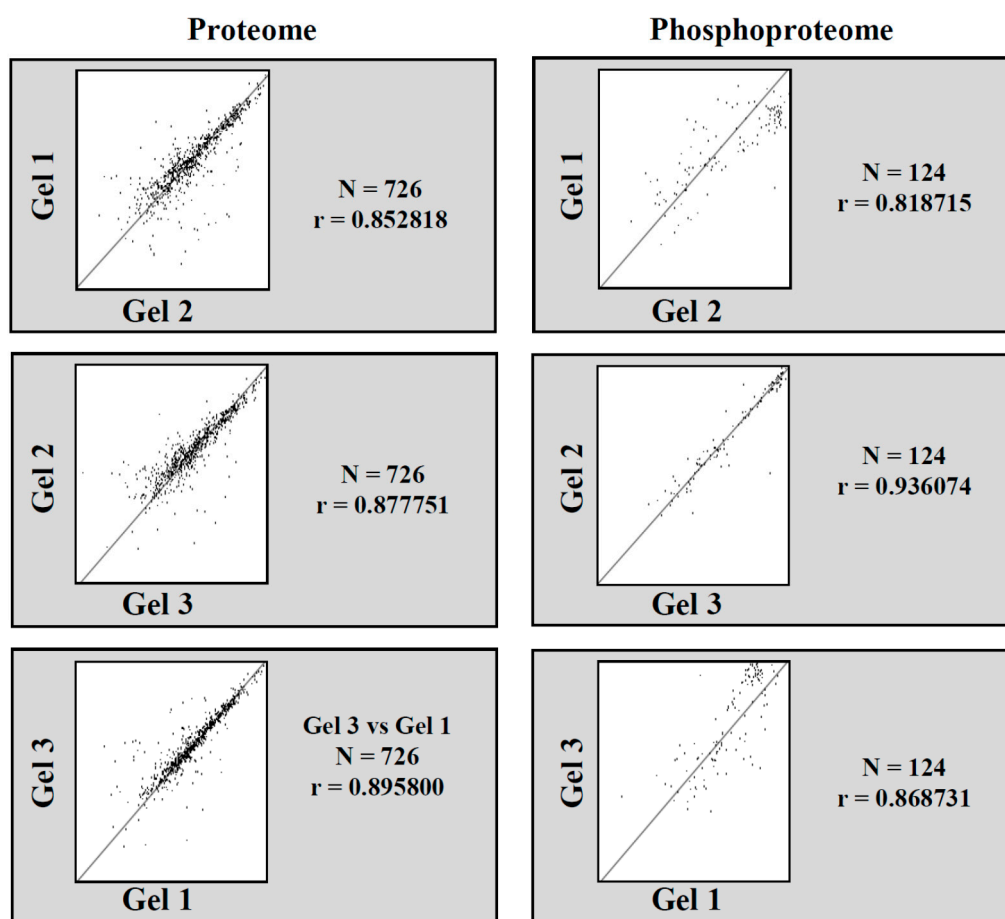 Proteome
Phosphoproteome
Gel 1
Gel 2
N = 726
r = 0.852818
Gel 1
Gel 2
N = 124
r = 0.818715
Gel 2
Gel 3
N = 726
r = 0.877751
Gel 2
Gel 3
N = 124
r = 0.936074
Gel 3
Gel 1
Gel 3 vs Gel 1
N = 726
r = 0.895800
Gel 3
Gel 1
N = 124
r = 0.868731